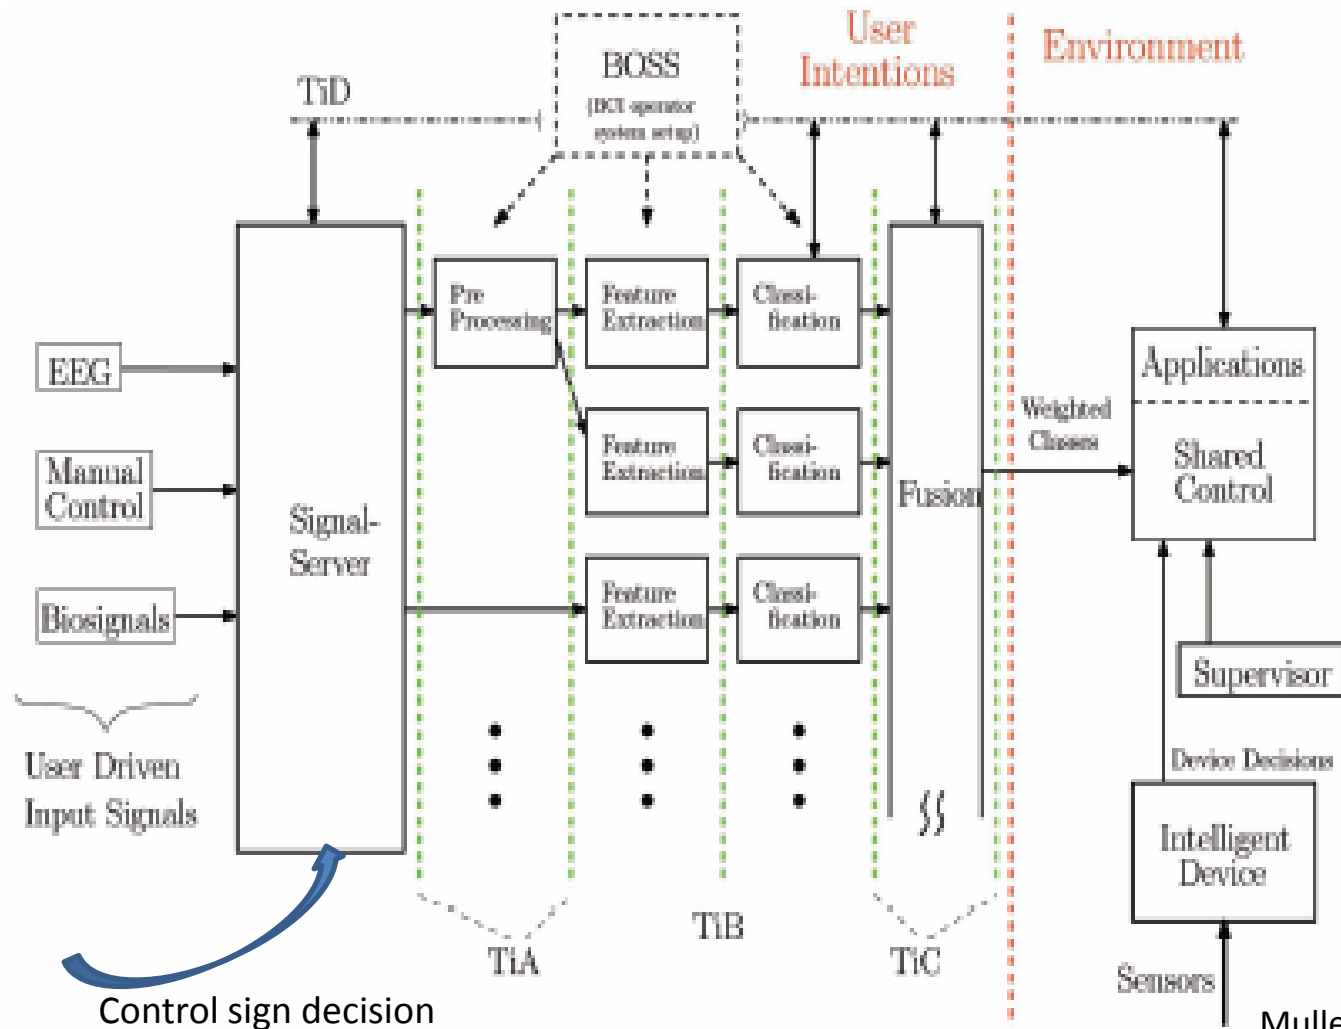 User
Intentions
Environment
BOSS
(BCI operator
system setup)
TiD
Pre
Processing
Feature
Extraction
Classi-
fication
EEG
Applications
Manual
Control
Feature
Extraction
Classi-
fication
Weighted
Classes
Shared
Control
Signal-
Server
Fusion
Biosignals
Feature
Extraction
Classi-
fication
Supervisor
User Driven
Input Signals
Device Decisions
Intelligent
Device
TiA
TiB
TiC
Sensors
Control sign decision
Mulle